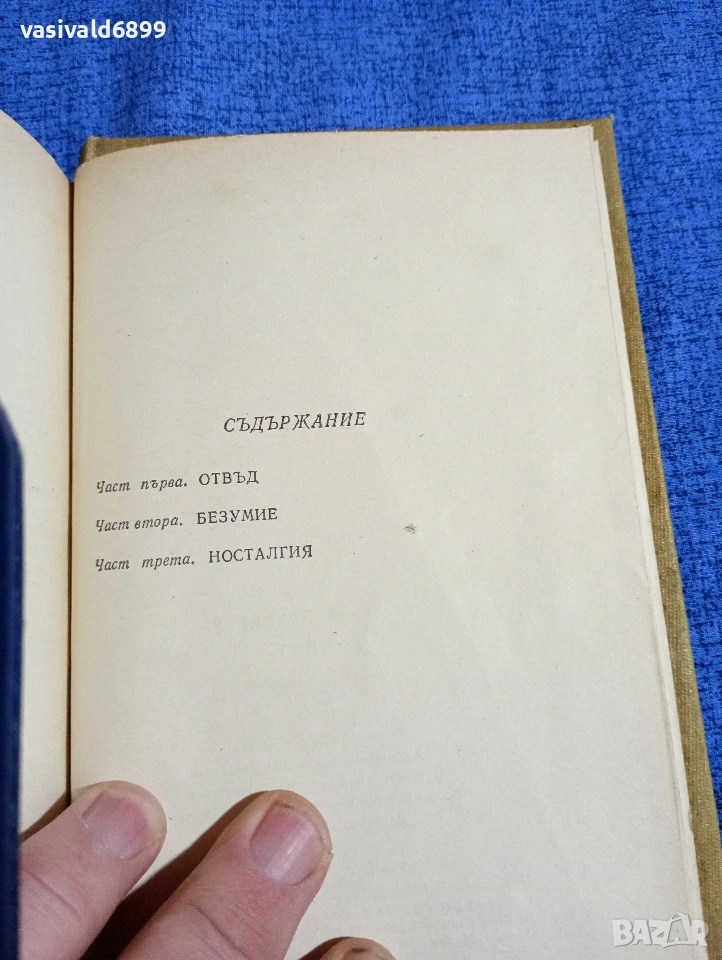 vasivald6899
СЪДЪРЖАНИЕ
Част първа. ОТВЪД
Част втора. БЕЗУМИЕ
Част трета. НОСТАЛГИЯ
BAZAR